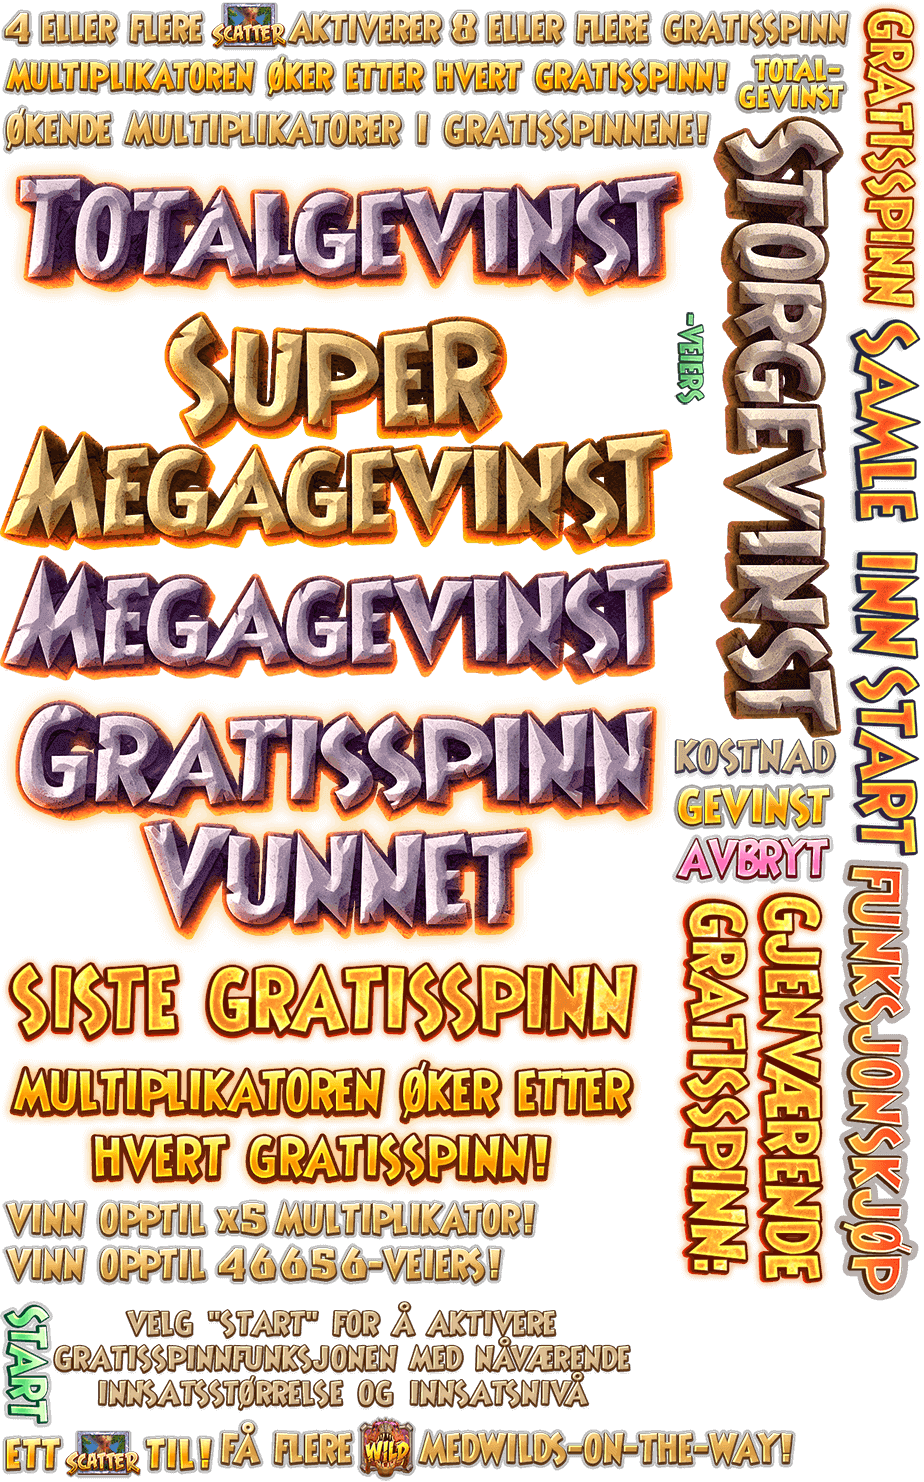 4 ELLER FLERE SCATTER AKTIVERER 8 ELLER FLERE GRATISSPINN
MULTIPLIKATOREN ØKER ETTER HVERT GRATISSPINN!
TOTAL-
GEVINST
ØKENDE MULTIPLIKATORER I GRATISSPINNENE!
TOTALGEVINST
SUPER
MEGAGEVINST
MEGAGEVINST
GRATISSPINN
VUNNET
SISTE GRATISSPINN
MULTIPLIKATOREN ØKER ETTER
HVERT GRATISSPINN!
VINN OPPTIL x5 MULTIPLIKATOR!
VINN OPPTIL 46656-VEIERS!
START
VELG "START" FOR Å AKTIVERE
GRATISSPINNFUNKSJONEN MED NÅVÆRENDE
INNSATSSTØRRELSE OG INNSATSNIVÅ
ETT SCATTER TIL!
FÅ FLERE WILD MEDWILDS-ON-THE-WAY!
-VEIERS
STORGEVINST
KOSTNAD
GEVINST
AVBRYT
GJENVÆRENDE
GRATISSPINN:
GRATISSPINN
SAMLE INN
START
FUNKSJONSKJØP